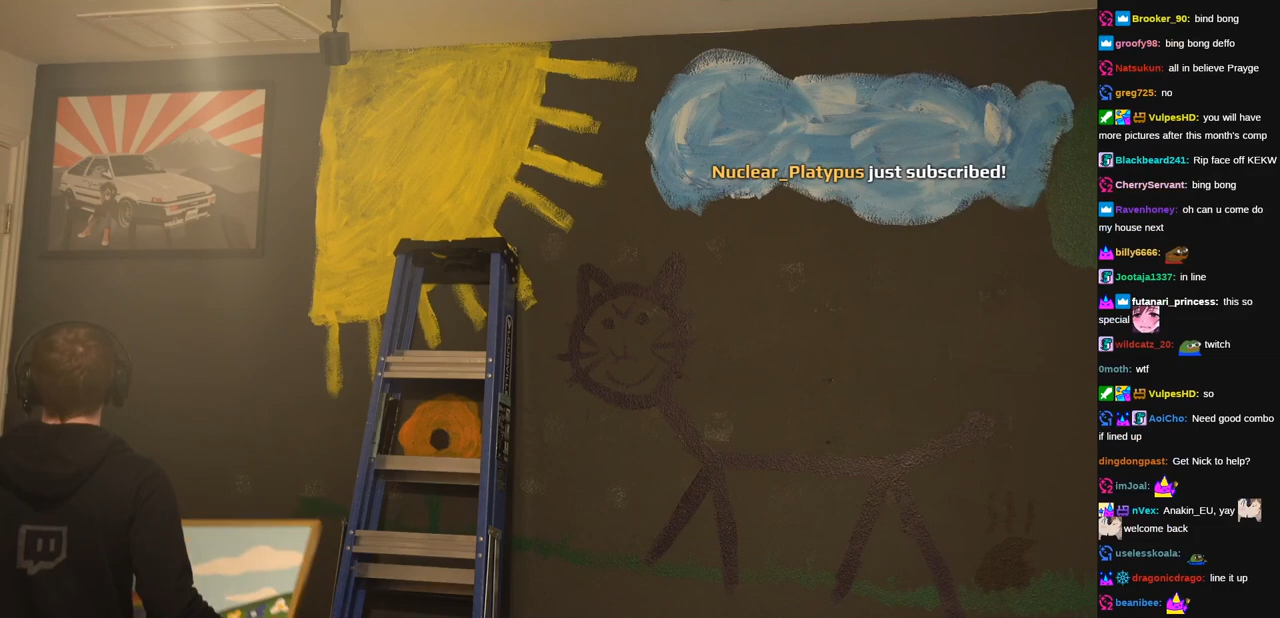 Nuclear_Platypus just subscribed!
Brooker_90: bind bong
groofy98: bing bong deffo
Natsukun: all in believe Prayge
greg725: no
VulpesHD: you will have
more pictures after this month's comp
Blackbeard241: Rip face off KEKW
CherryServant: bing bong
Ravenhoney: oh can u come do
my house next
billy6666:
Jootaja1337: in line
futanari_princess: this so
special
wildcatz_20: twitch
0moth: wtf
VulpesHD: so
AoiCho: Need good combo
if lined up
dingdongpast: Get Nick to help?
imJoal:
nVex: Anakin_EU, yay
welcome back
uselesskoala:
dragonicdrago: line it up
beanibee: